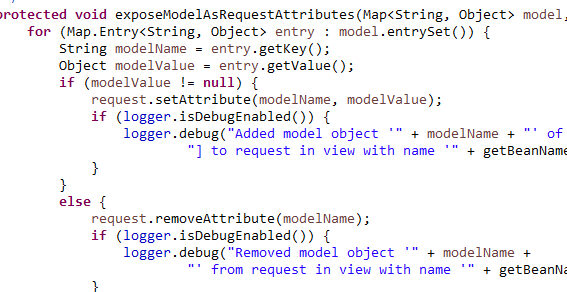 protected void exposeModelAsRequestAttributes(Map<String, Object> model,
for (Map.Entry<String, Object> entry : model.entrySet()) {
String modelName = entry.getKey();
Object modelValue = entry.getValue();
if (modelValue != null) {
request.setAttribute(modelName, modelValue);
if (logger.isDebugEnabled()) {
logger.debug("Added model object '" + modelName + "' of
"] to request in view with name '" + getBeanName
}
}
else {
request.removeAttribute(modelName);
if (logger.isDebugEnabled()) {
logger.debug("Removed model object '" + modelName +
"' from request in view with name '" + getBeanNa
}